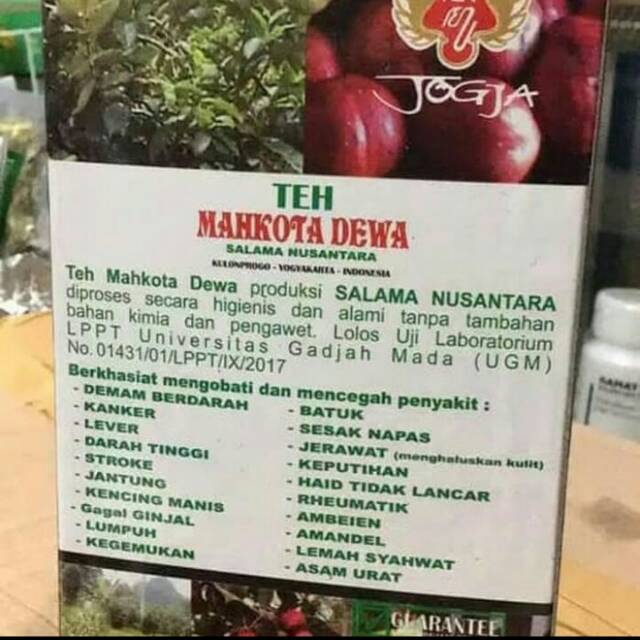 JOGJA
TEH
MAHKOTA DEWA
SALAMA NUSANTARA
KULONPROGO - YOGYAKARTA - INDONESIA
Teh Mahkota Dewa produksi SALAMA NUSANTARA
diproses secara higienis dan alami tanpa tambahan
bahan kimia dan pengawet. Lolos Uji Laboratorium
LPPT Universitas Gadjah Mada (UGM)
No. 01431/01/LPPT/IX/2017
Berkhasiat mengobati dan mencegah penyakit :
- DEMAM BERDARAH
- KANKER
- LEVER
- DARAH TINGGI
- STROKE
- JANTUNG
- KENCING MANIS
- Gagal GINJAL
- LUMPUH
- KEGEMUKAN
- BATUK
- SESAK NAPAS
- JERAWAT (menghaluskan kulit)
- KEPUTIHAN
- HAID TIDAK LANCAR
- RHEUMATIK
- AMBEIEN
- AMANDEL
- LEMAH SYAHWAT
- ASAM URAT
GUARANTEE